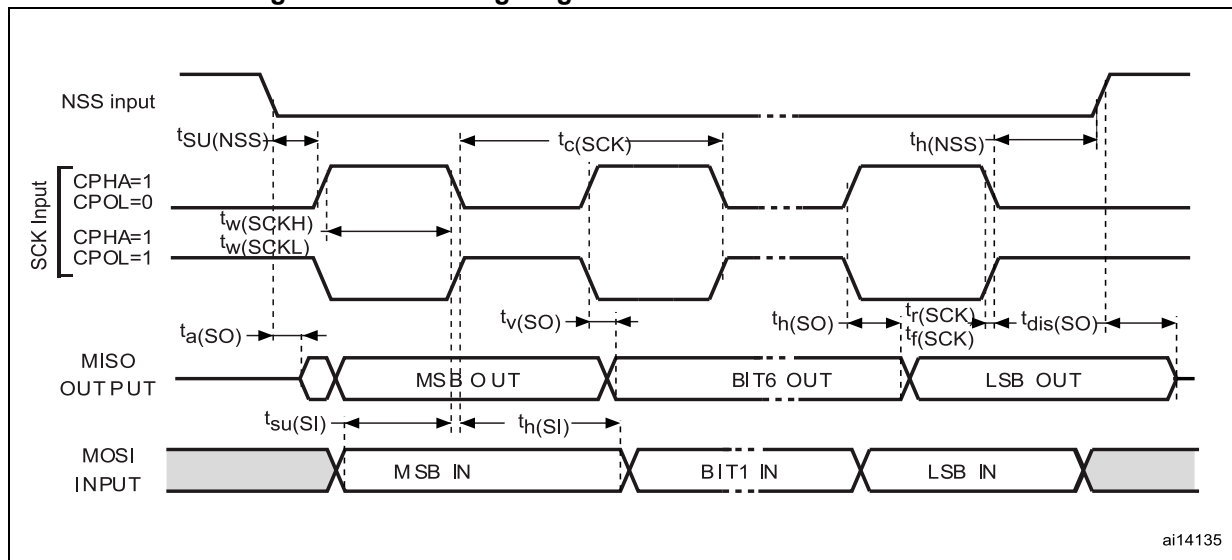 NSS input
tSU(NSS)
tc(SCK)
th(NSS)
SCK Input
CPHA=1
CPOL=0
tw(SCKH)
CPHA=1
tw(SCKL)
CPOL=1
ta(SO)
tv(SO)
th(SO)
tr(SCK)
tf(SCK)
tdis(SO)
MISO
OUTPUT
MSB OUT
BIT6 OUT
LSB OUT
tsu(SI)
th(SI)
MOSI
INPUT
MSB IN
BIT1 IN
LSB IN
ai14135